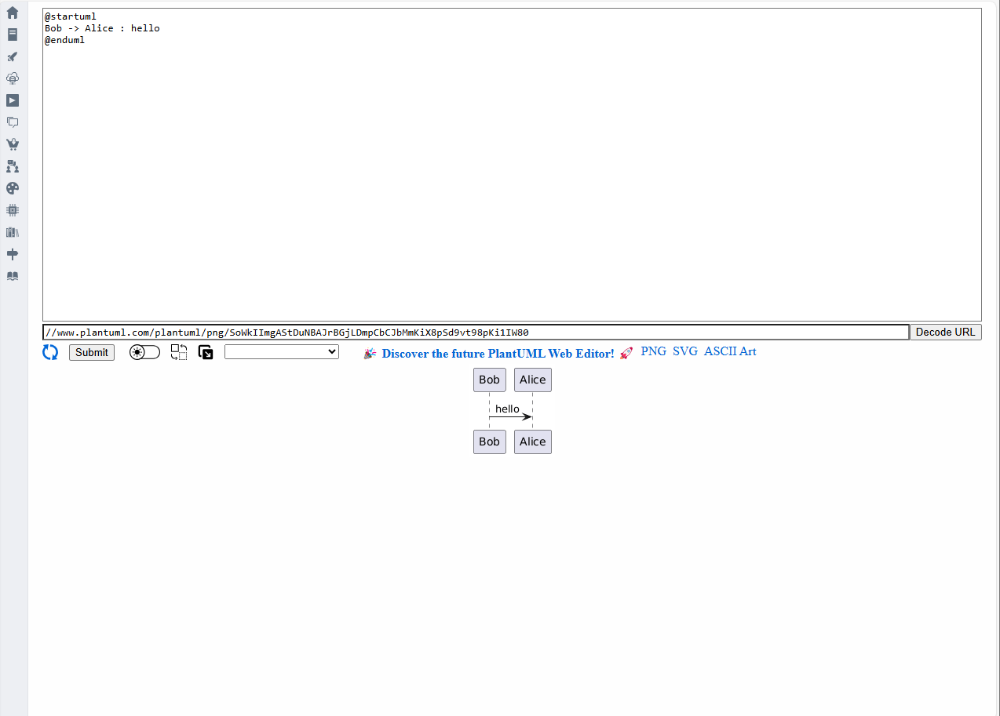 @startuml
Bob -> Alice : hello
@enduml
//www.plantuml.com/plantuml/png/SoWkIImgAStDuNBAJrBGjLDmpCbCJbMmKiX8pSd9vt98pKi1IW80
Decode URL
Submit
Discover the future PlantUML Web Editor!
PNG SVG ASCII Art
Bob Alice
hello
Bob Alice